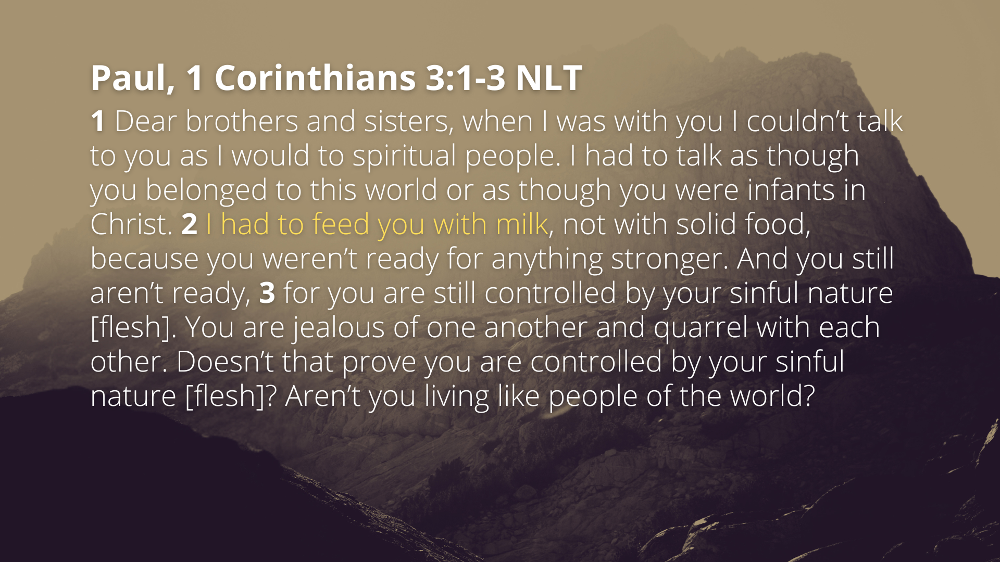 Paul, 1 Corinthians 3:1-3 NLT
1 Dear brothers and sisters, when I was with you I couldn’t talk
to you as I would to spiritual people. I had to talk as though
you belonged to this world or as though you were infants in
Christ. 2 I had to feed you with milk, not with solid food,
because you weren’t ready for anything stronger. And you still
aren’t ready, 3 for you are still controlled by your sinful nature
[flesh]. You are jealous of one another and quarrel with each
other. Doesn’t that prove you are controlled by your sinful
nature [flesh]? Aren’t you living like people of the world?